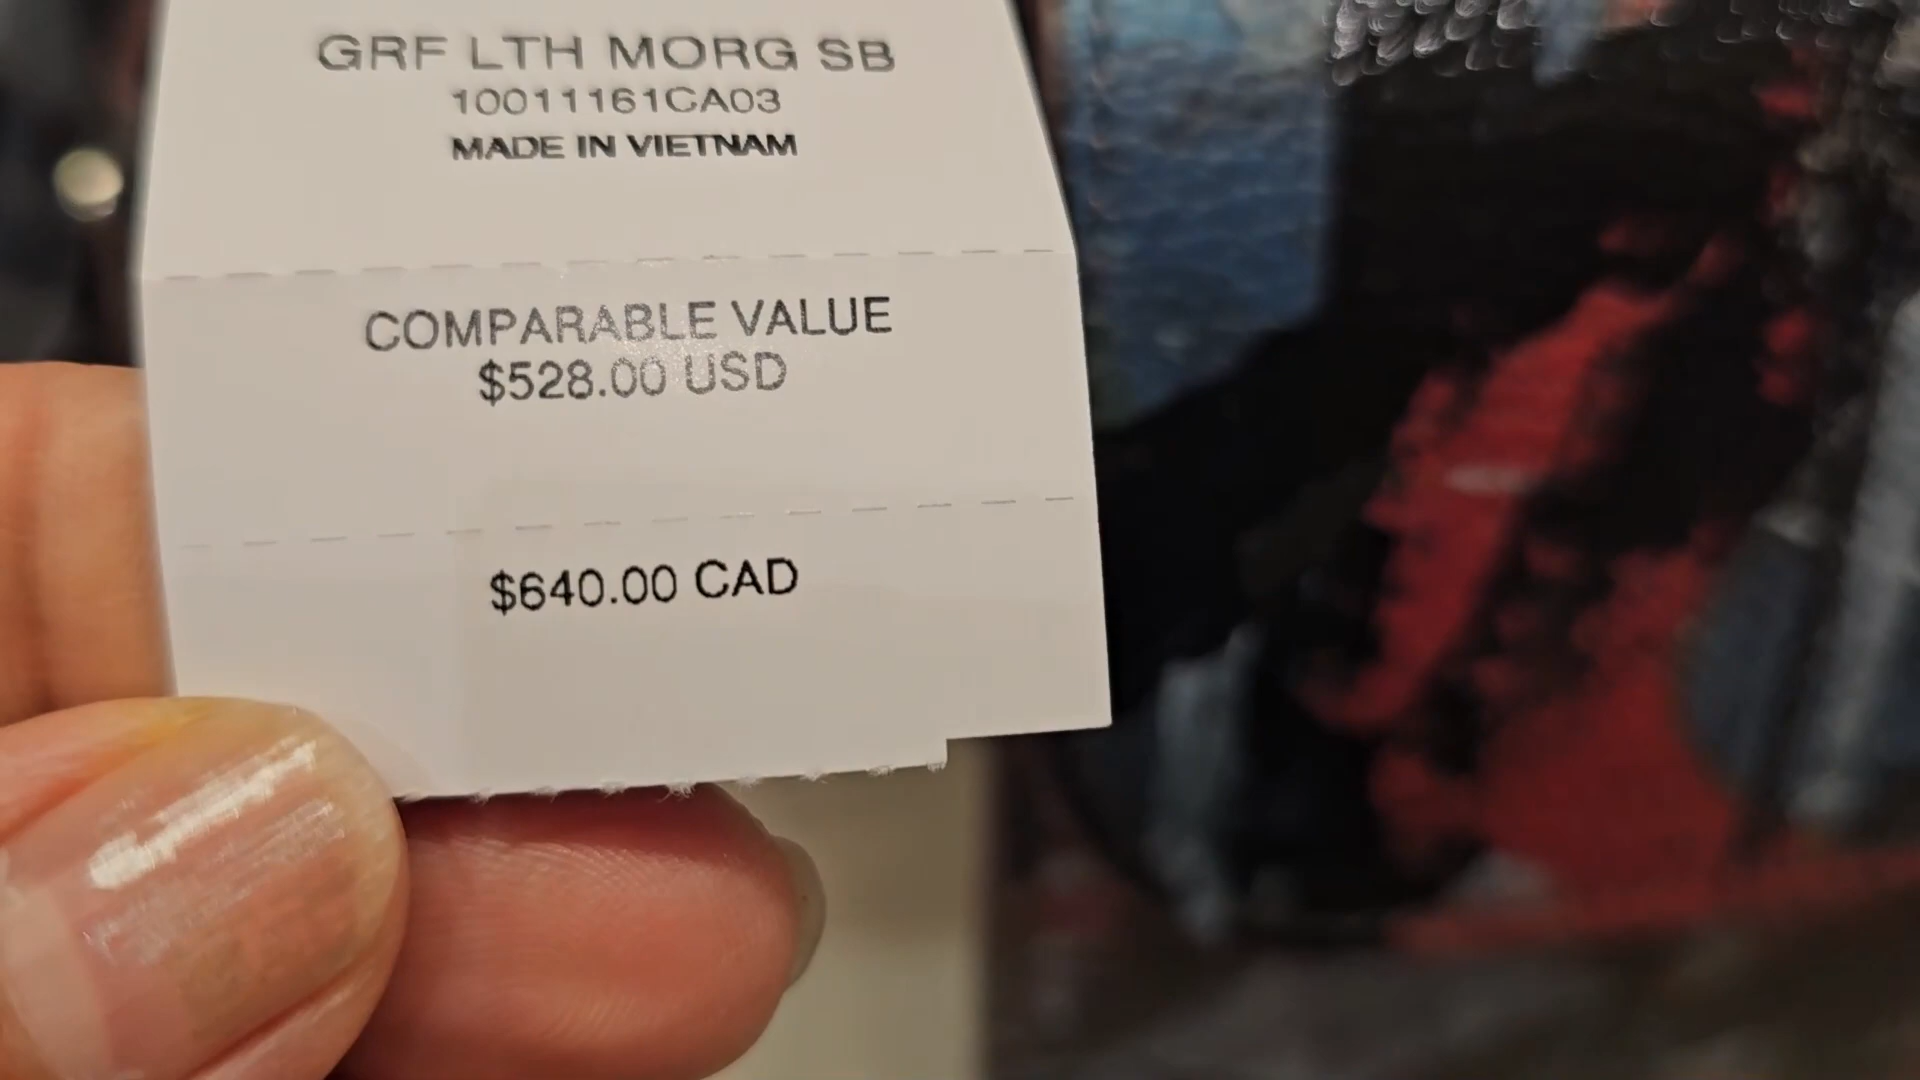 GRF LTH MORG SB
10011161CA03
MADE IN VIETNAM
COMPARABLE VALUE
$528.00 USD
$640.00 CAD